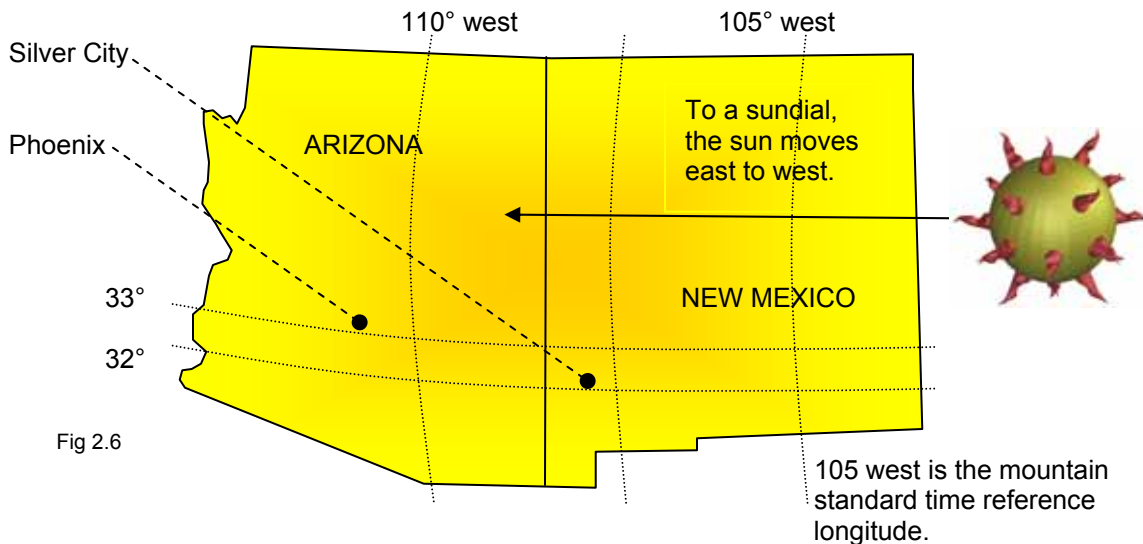 110° west
105° west
Silver City
Phoenix
ARIZONA
To a sundial,
the sun moves
east to west.
NEW MEXICO
33°
32°
Fig 2.6
105 west is the mountain
standard time reference
longitude.